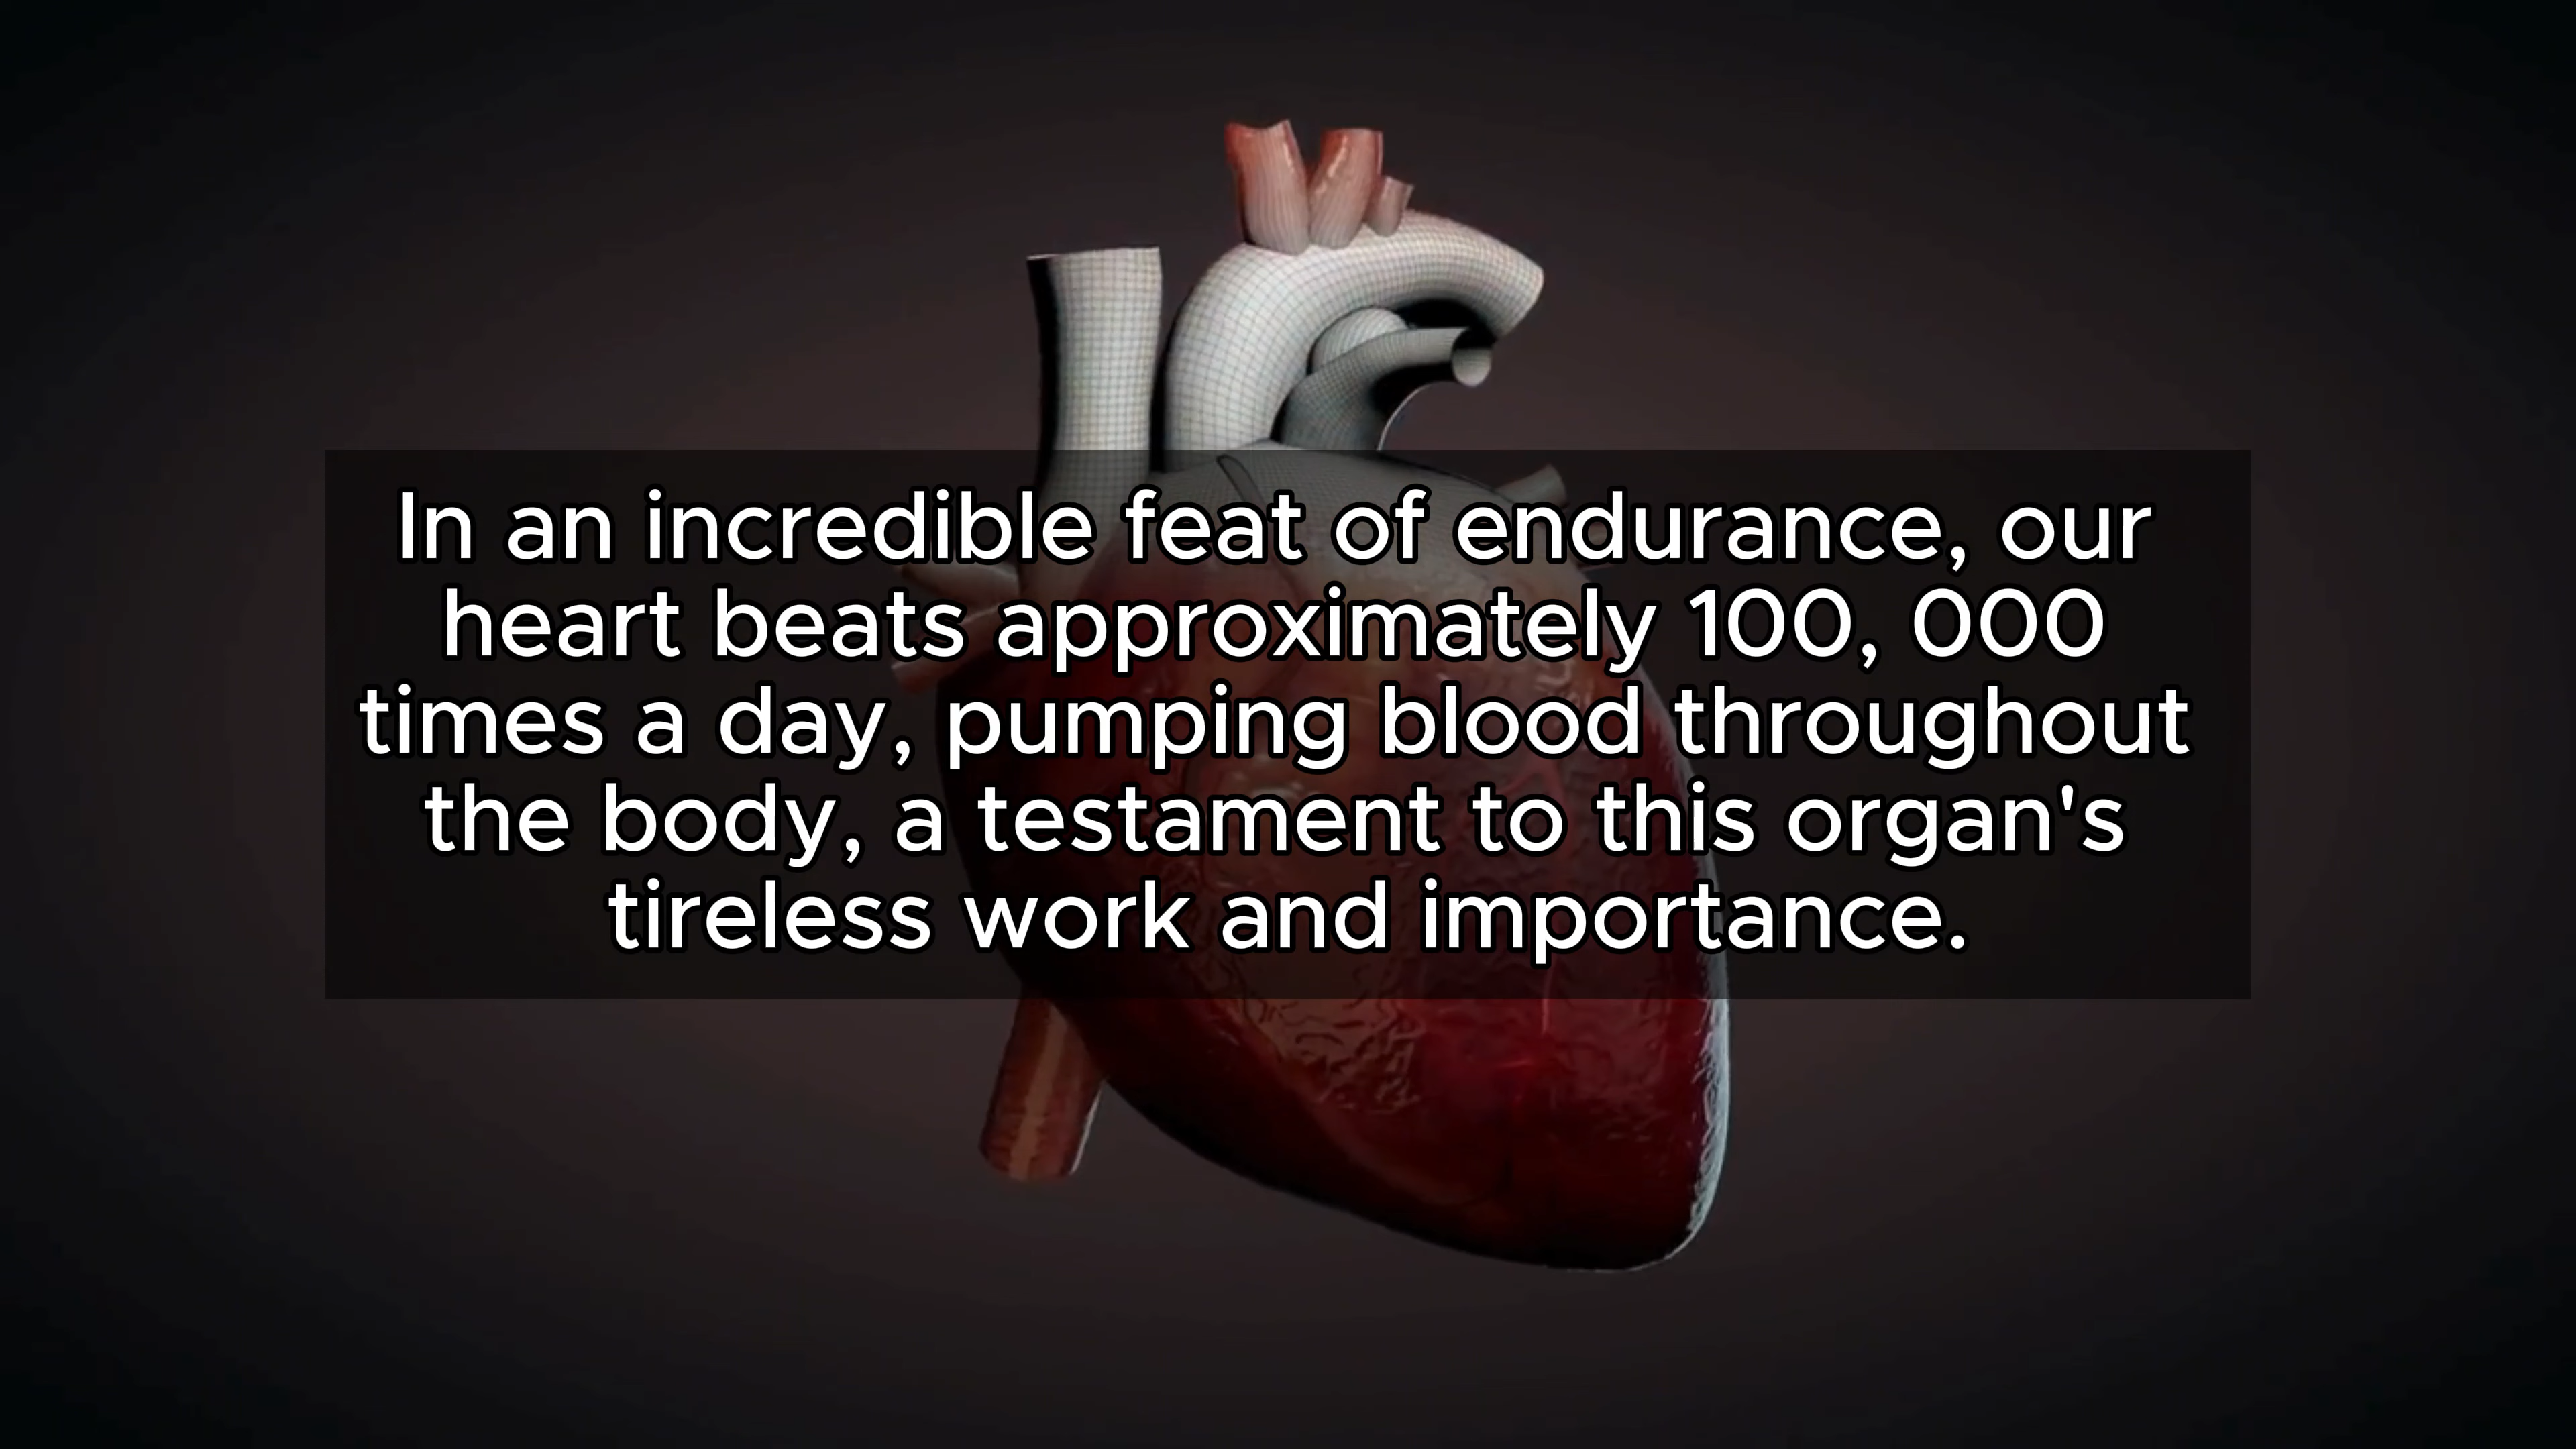 In an incredible feat of endurance, our
heart beats approximately 100, 000
times a day, pumping blood throughout
the body, a testament to this organ's
tireless work and importance.